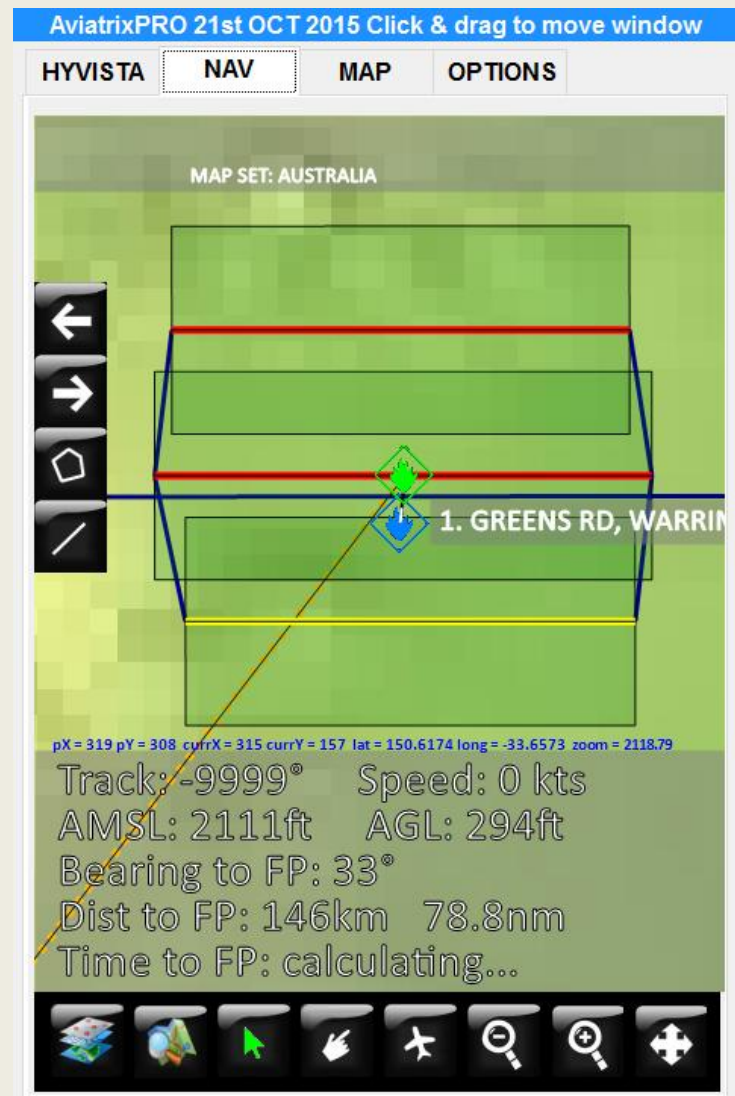 AviatrixPRO 21st OCT 2015 Click & drag to move window
HYVISTA NAV MAP OPTIONS
MAP SET: AUSTRALIA
1. GREENS RD, WARRIN
pX = 319 pY = 308 currX = 315 currY = 157 lat = 150.6174 long = -33.6573 zoom = 2118.79
Track: -9999° Speed: 0 kts
AMSL: 2111ft AGL: 294ft
Bearing to FP: 33°
Dist to FP: 146km 78.8nm
Time to FP: calculating...